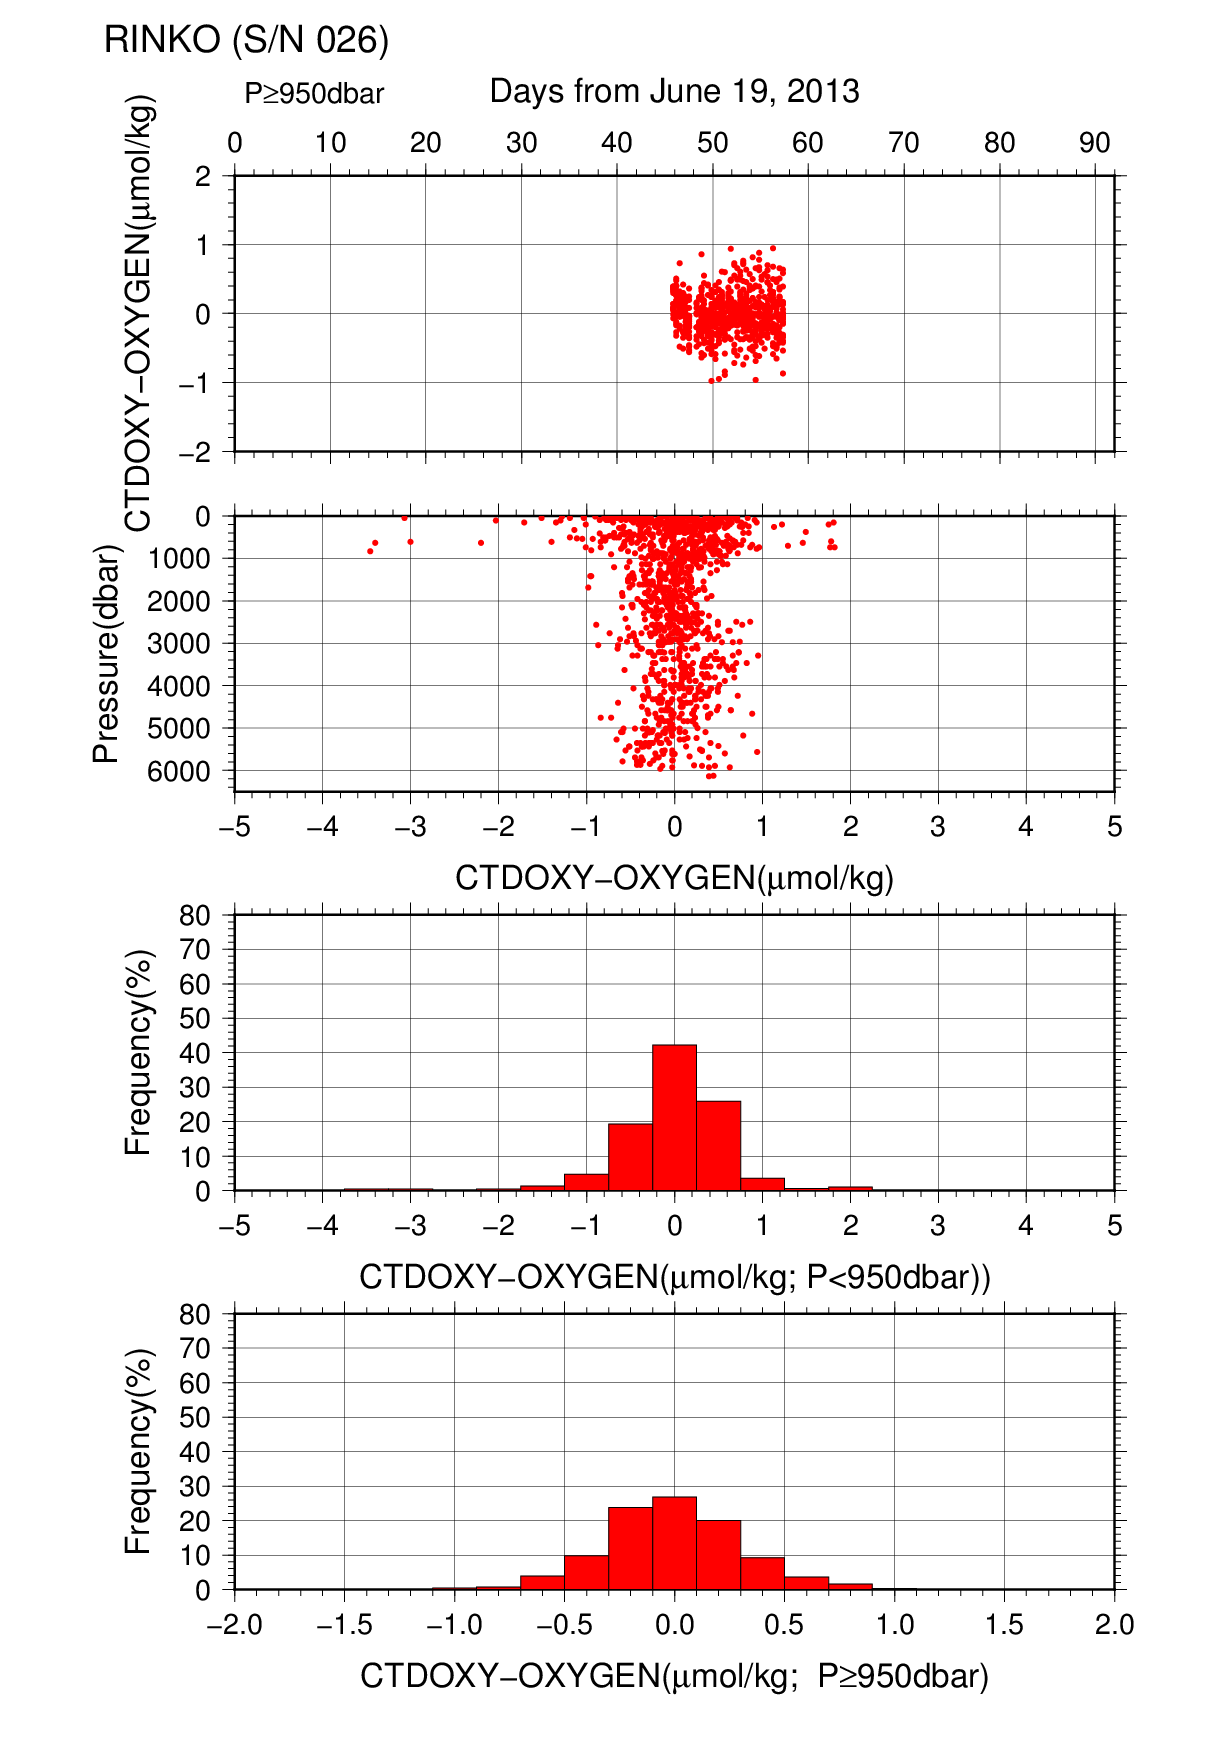 RINKO (S/N 026)
P≥950dbar
Days from June 19, 2013
0 10 20 30 40 50 60 70 80 90
CTDOXY−OXYGEN(μmol/kg)
2
1
0
−1
−2
Pressure(dbar)
0
1000
2000
3000
4000
5000
6000
−5 −4 −3 −2 −1 0 1 2 3 4 5
CTDOXY−OXYGEN(μmol/kg)
Frequency(%)
80
70
60
50
40
30
20
10
0
−5 −4 −3 −2 −1 0 1 2 3 4 5
CTDOXY−OXYGEN(μmol/kg; P<950dbar))
Frequency(%)
80
70
60
50
40
30
20
10
0
−2.0 −1.5 −1.0 −0.5 0.0 0.5 1.0 1.5 2.0
CTDOXY−OXYGEN(μmol/kg; P≥950dbar)